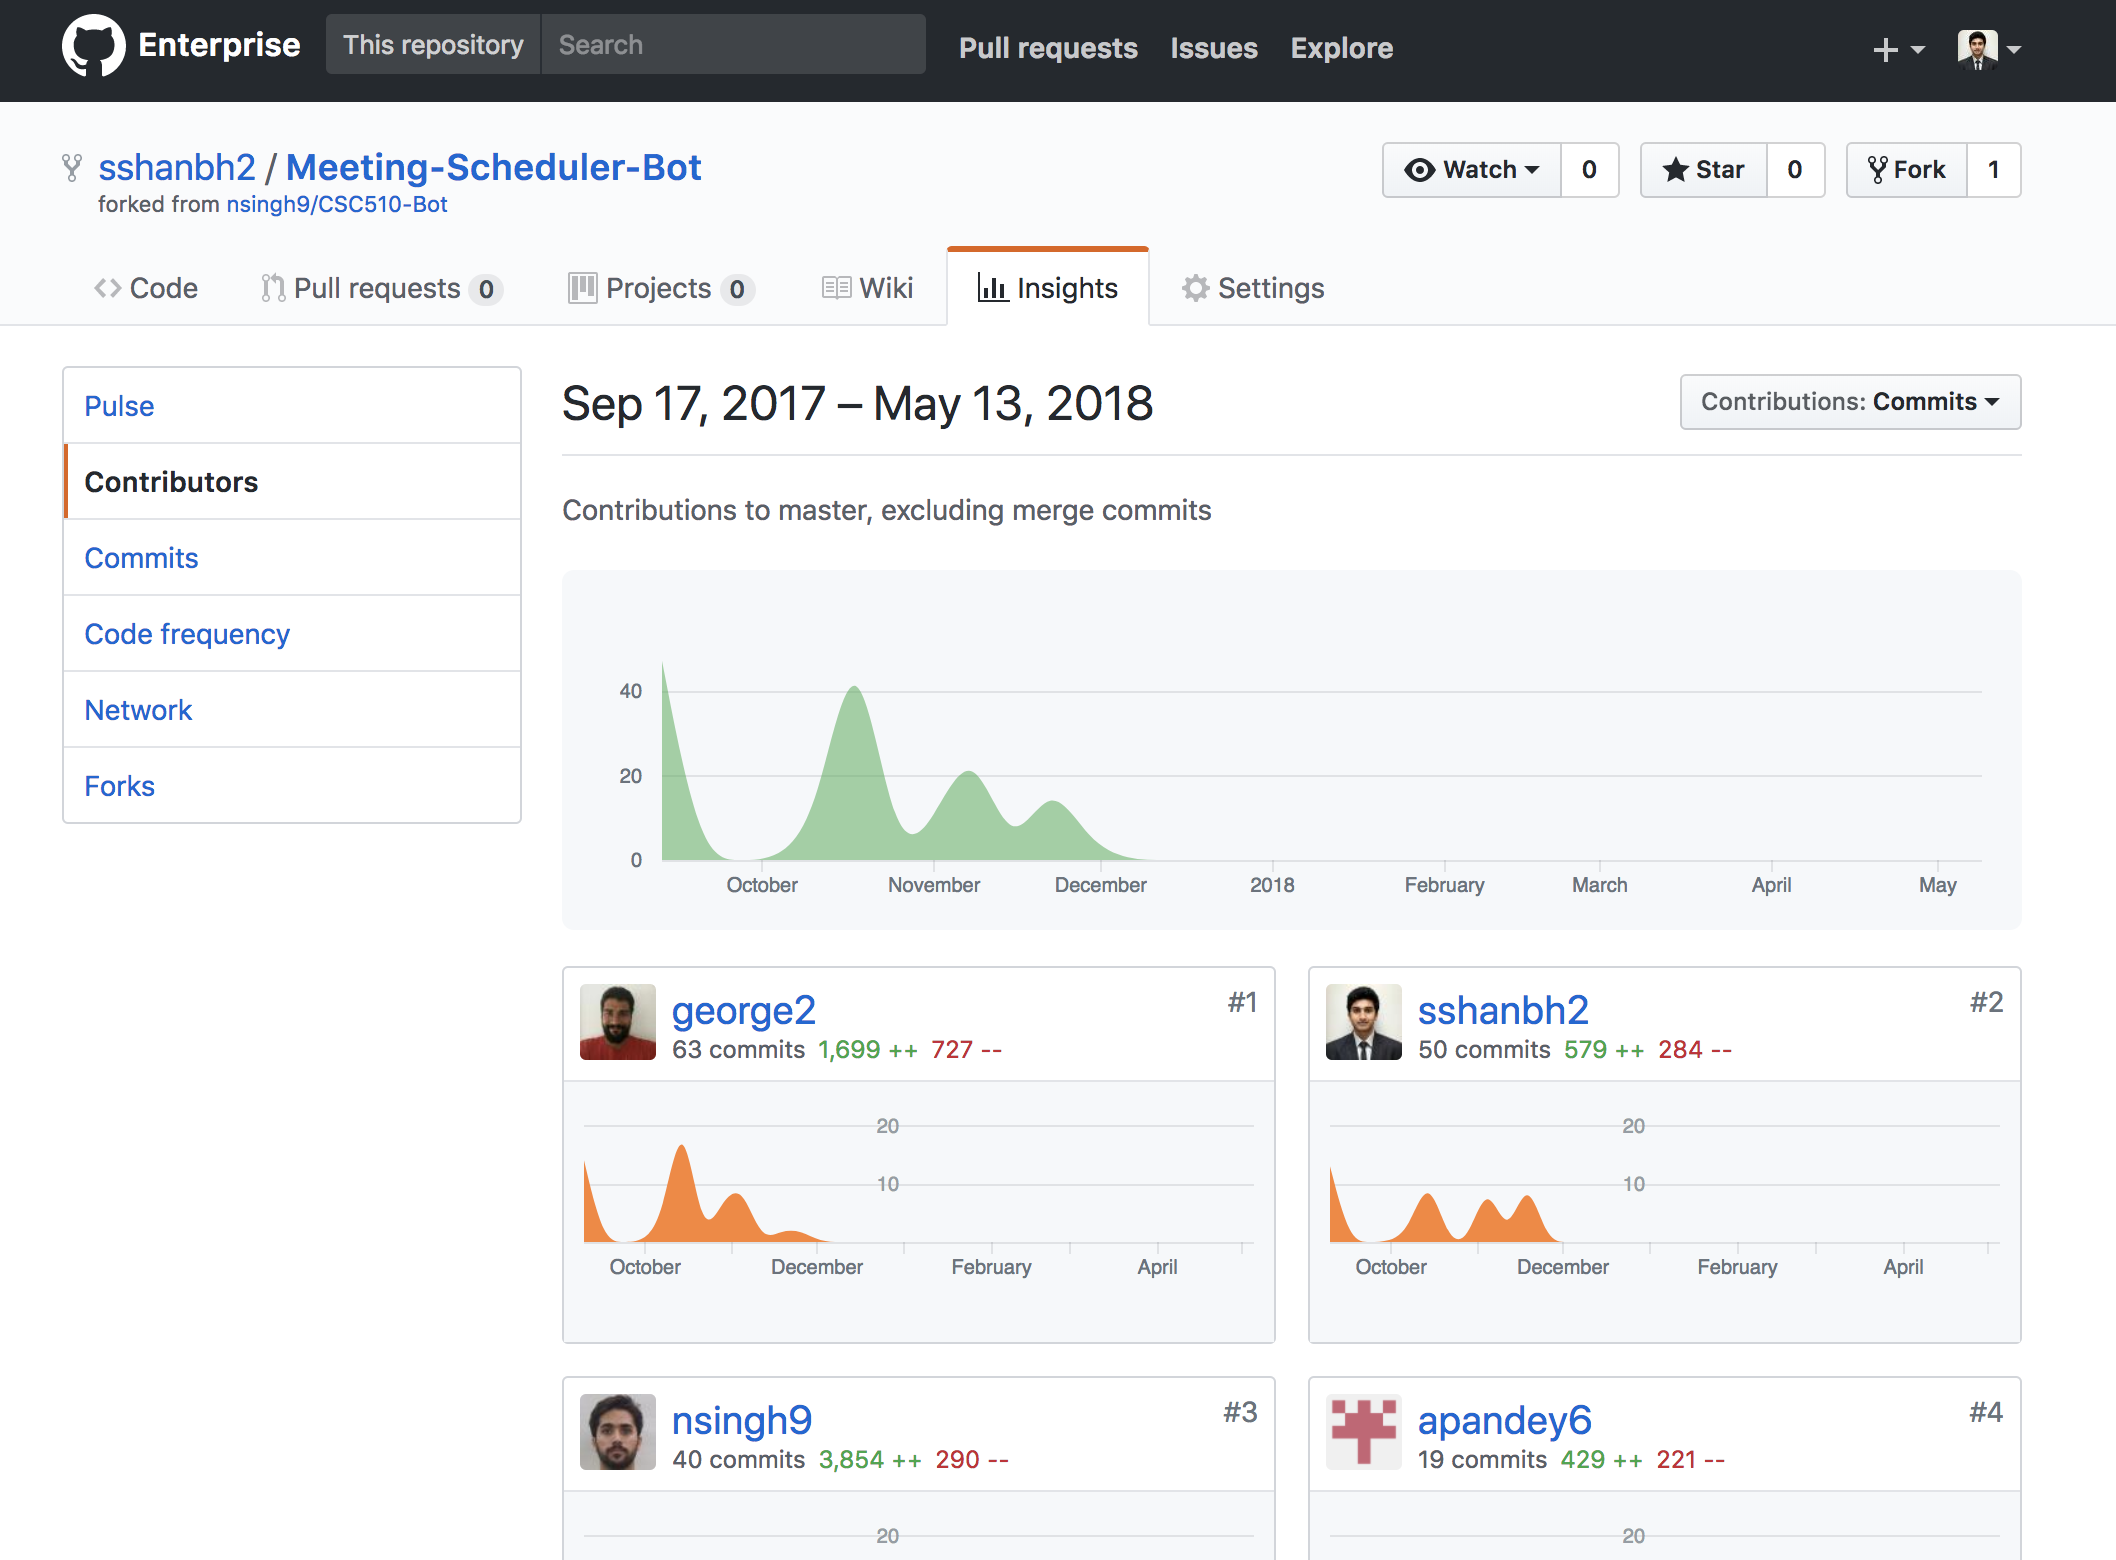 Enterprise This repository Search Pull requests Issues Explore
sshanbh2 / Meeting-Scheduler-Bot Watch 0 Star 0 Fork 1
forked from nsingh9/CSC510-Bot
Code Pull requests 0 Projects 0 Wiki Insights Settings
Pulse
Contributors
Commits
Code frequency
Network
Forks
Sep 17, 2017 – May 13, 2018 Contributions: Commits
Contributions to master, excluding merge commits
40
20
0
October November December 2018 February March April May
george2 #1
63 commits 1,699 ++ 727 --
20
10
October December February April
sshanbh2 #2
50 commits 579 ++ 284 --
20
10
October December February April
nsingh9 #3
40 commits 3,854 ++ 290 --
20
apandey6 #4
19 commits 429 ++ 221 --
20